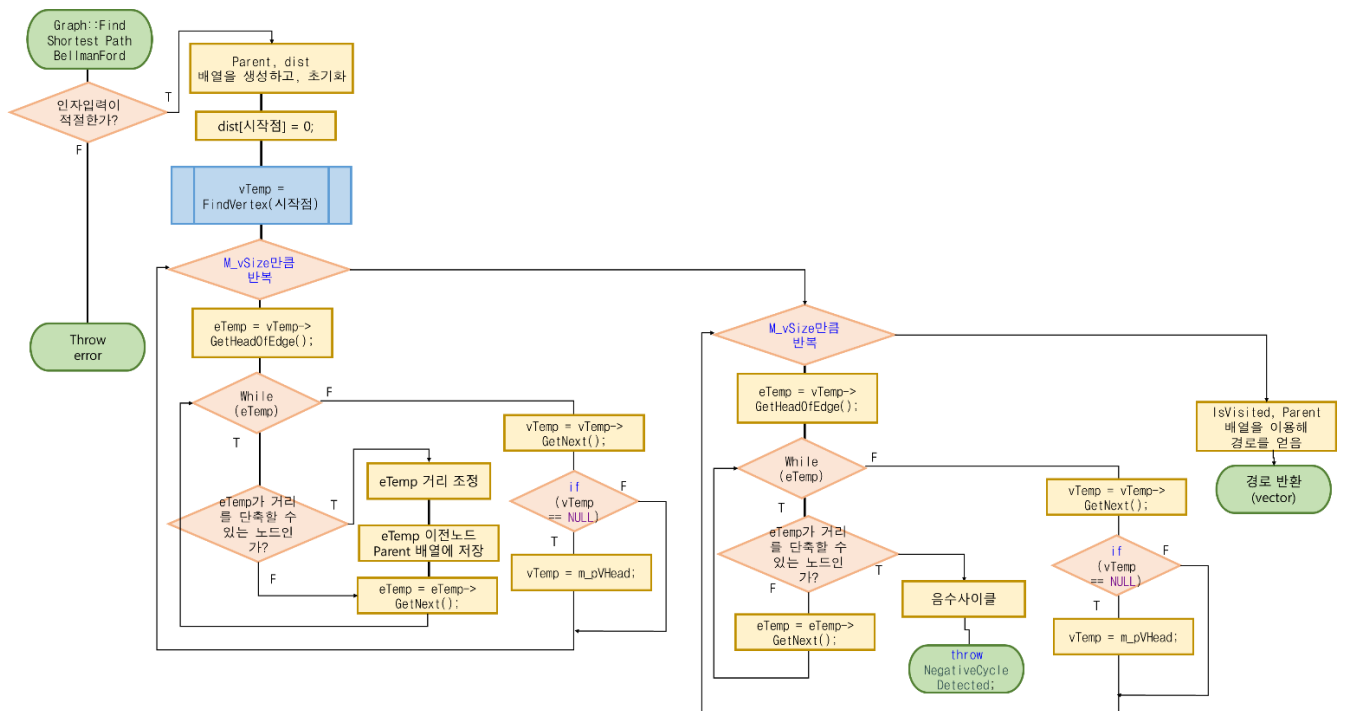 Graph::Find
Shortest Path
BellmanFord
인자입력이
적절한가?
T
F
Throw
error
Parent, dist
배열을 생성하고, 초기화
dist[시작점] = 0;
vTemp =
FindVertex(시작점)
M_vSize만큼
반복
eTemp = vTemp->
GetHeadOfEdge();
While
(eTemp)
F
T
eTemp가 거리
를 단축할 수
있는 노드인
가?
T
F
eTemp 거리 조정
eTemp 이전노드
Parent 배열에 저장
eTemp = eTemp->
GetNext();
vTemp = vTemp->
GetNext();
if
(vTemp
== NULL)
F
T
vTemp = m_pVHead;
M_vSize만큼
반복
eTemp = vTemp->
GetHeadOfEdge();
While
(eTemp)
F
T
eTemp가 거리
를 단축할 수
있는 노드인
가?
T
F
eTemp = eTemp->
GetNext();
음수사이클
throw
NegativeCycle
Detected;
vTemp = vTemp->
GetNext();
if
(vTemp
== NULL)
F
T
vTemp = m_pVHead;
IsVisited, Parent
배열을 이용해
경로를 얻음
경로 반환
(vector)